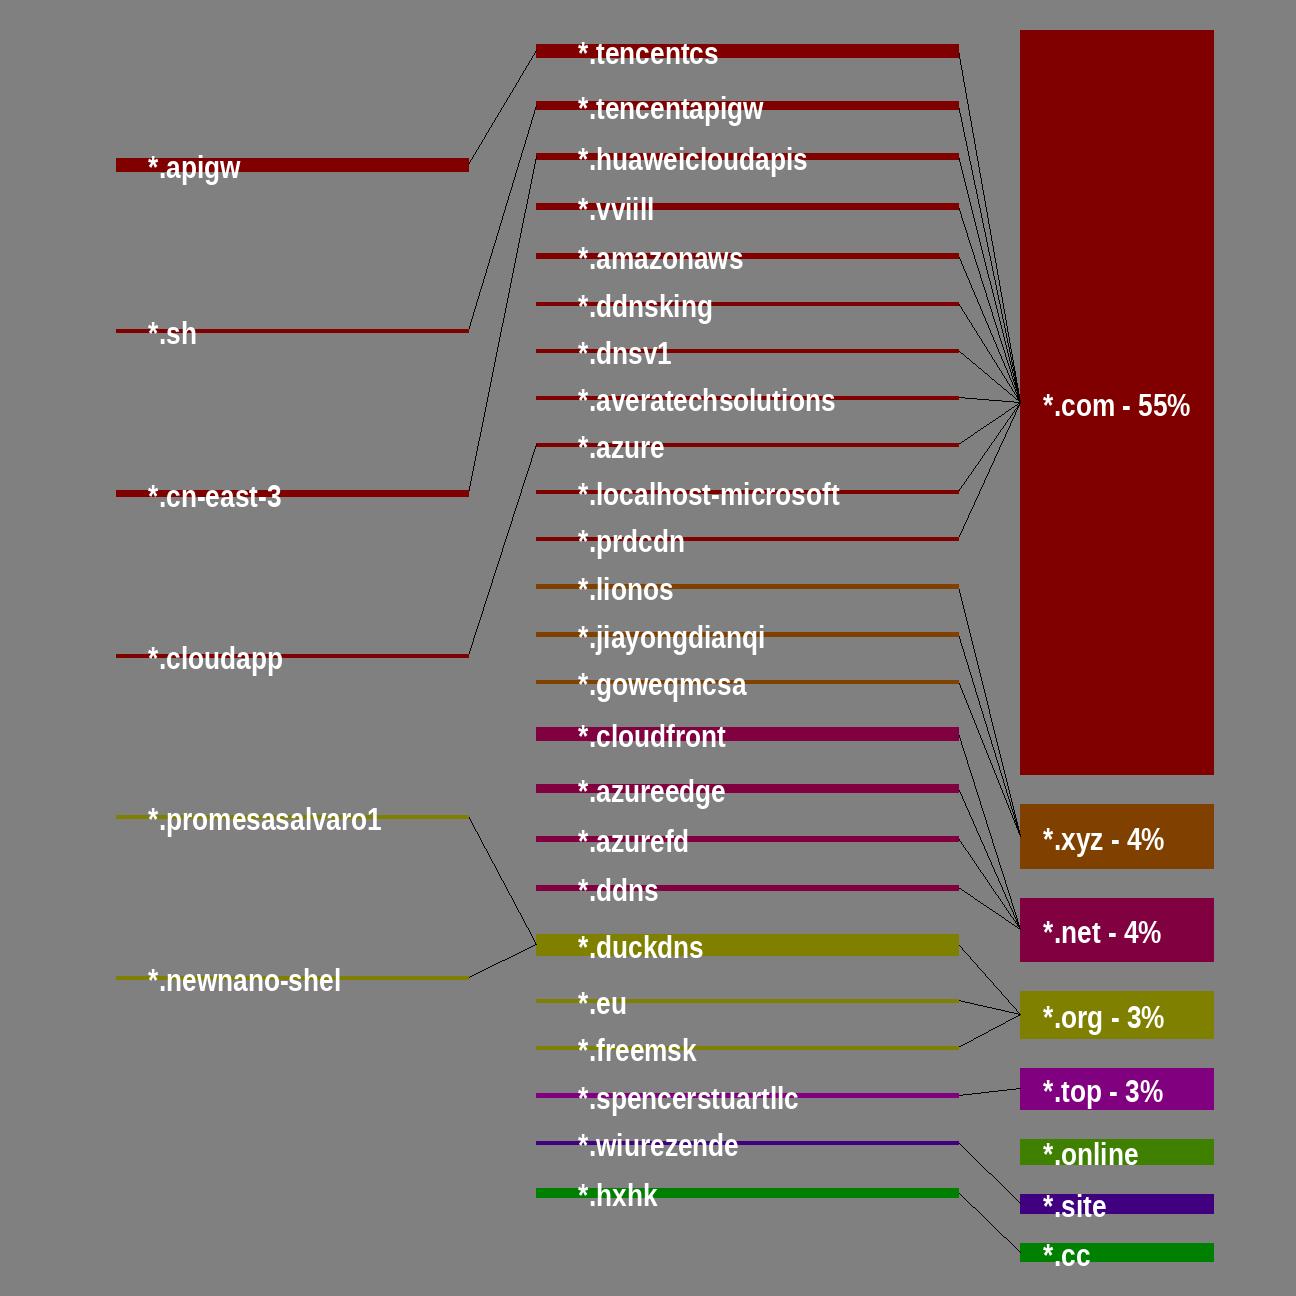 *.apigw
*.sh
*.cn-east-3
*.cloudapp
*.promesasalvaro1
*.newnano-shel
*.tencentcs
*.tencentapigw
*.huaweicloudapis
*.vviill
*.amazonaws
*.ddnsking
*.dnsv1
*.averatechsolutions
*.azure
*.localhost-microsoft
*.prdcdn
*.lionos
*.jiayongdianqi
*.goweqmcsa
*.cloudfront
*.azureedge
*.azurefd
*.ddns
*.duckdns
*.eu
*.freemsk
*.spencerstuartllc
*.wiurezende
*.hxhk
*.com - 55%
*.xyz - 4%
*.net - 4%
*.org - 3%
*.top - 3%
*.online
*.site
*.cc